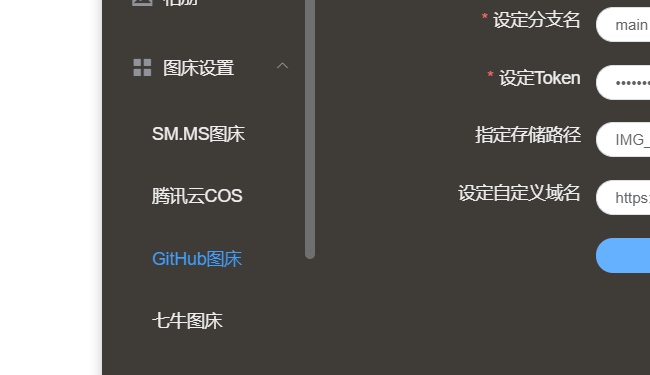 相册
* 设定分支名
main
图床设置
* 设定Token
SM.MS图床
指定存储路径
IMG_
腾讯云COS
设定自定义域名
https:
GitHub图床
七牛图床